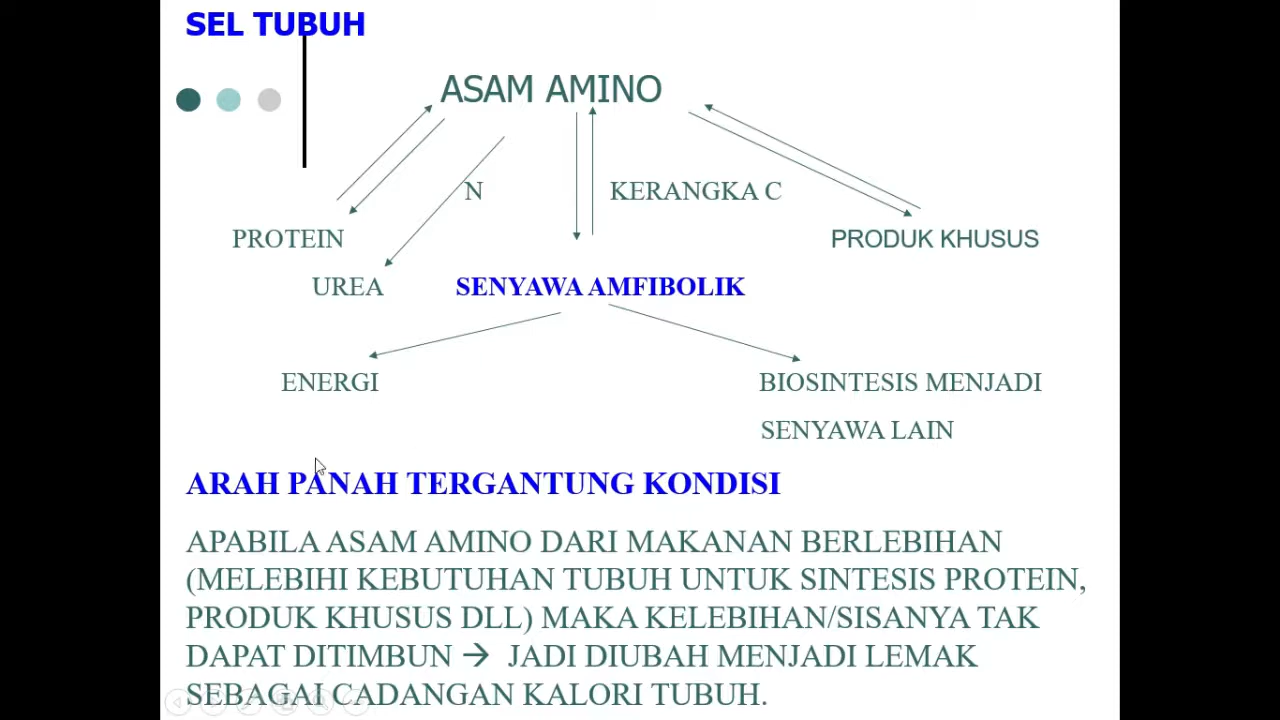 SEL TUBUH
ASAM AMINO
N
KERANGKA C
PROTEIN
PRODUK KHUSUS
UREA
SENYAWA AMFIBOLIK
ENERGI
BIOSINTESIS MENJADI
SENYAWA LAIN
ARAH PANAH TERGANTUNG KONDISI
APABILA ASAM AMINO DARI MAKANAN BERLEBIHAN
(MELEBIHI KEBUTUHAN TUBUH UNTUK SINTESIS PROTEIN,
PRODUK KHUSUS DLL) MAKA KELEBIHAN/SISANYA TAK
DAPAT DITIMBUN → JADI DIUBAH MENJADI LEMAK
SEBAGAI CADANGAN KALORI TUBUH.